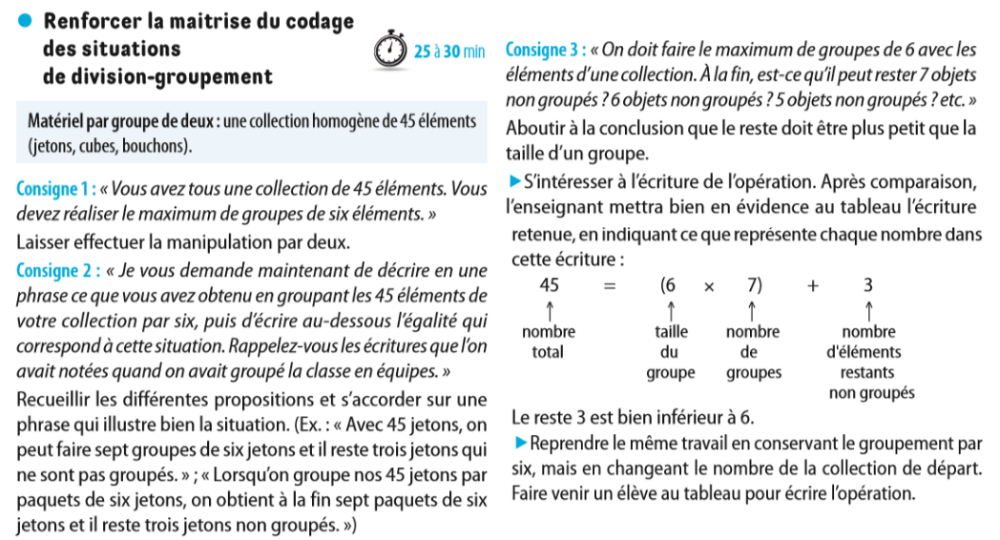 ● Renforcer la maitrise du codage
des situations
de division-groupement
25 à 30 min
Matériel par groupe de deux : une collection homogène de 45 éléments
(jetons, cubes, bouchons).
Consigne 1 : « Vous avez tous une collection de 45 éléments. Vous
devez réaliser le maximum de groupes de six éléments. »
Laisser effectuer la manipulation par deux.
Consigne 2 : « Je vous demande maintenant de décrire en une
phrase ce que vous avez obtenu en groupant les 45 éléments de
votre collection par six, puis d'écrire au-dessous l'égalité qui
correspond à cette situation. Rappelez-vous les écritures que l'on
avait notées quand on avait groupé la classe en équipes. »
Recueillir les différentes propositions et s'accorder sur une
phrase qui illustre bien la situation. (Ex. : « Avec 45 jetons, on
peut faire sept groupes de six jetons et il reste trois jetons qui
ne sont pas groupés. » ; « Lorsqu'on groupe nos 45 jetons par
paquets de six jetons, on obtient à la fin sept paquets de six
jetons et il reste trois jetons non groupés. »)
Consigne 3 : « On doit faire le maximum de groupes de 6 avec les
éléments d'une collection. À la fin, est-ce qu'il peut rester 7 objets
non groupés ? 6 objets non groupés ? 5 objets non groupés ? etc. »
Aboutir à la conclusion que le reste doit être plus petit que la
taille d'un groupe.
▶ S'intéresser à l'écriture de l'opération. Après comparaison,
l'enseignant mettra bien en évidence au tableau l'écriture
retenue, en indiquant ce que représente chaque nombre dans
cette écriture :
45 = (6 × 7) + 3
↑ ↑ ↑ ↑
nombre taille nombre nombre
total du de d'éléments
groupe groupes restants
non groupés
Le reste 3 est bien inférieur à 6.
▶ Reprendre le même travail en conservant le groupement par
six, mais en changeant le nombre de la collection de départ.
Faire venir un élève au tableau pour écrire l'opération.